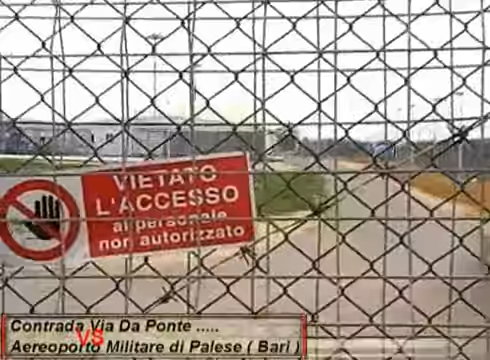 VIETATO
L'ACCESSO
al personale
non autorizzato
Contrada Via Da Ponte .....
VS
Aereoporto Militare di Palese ( Bari )